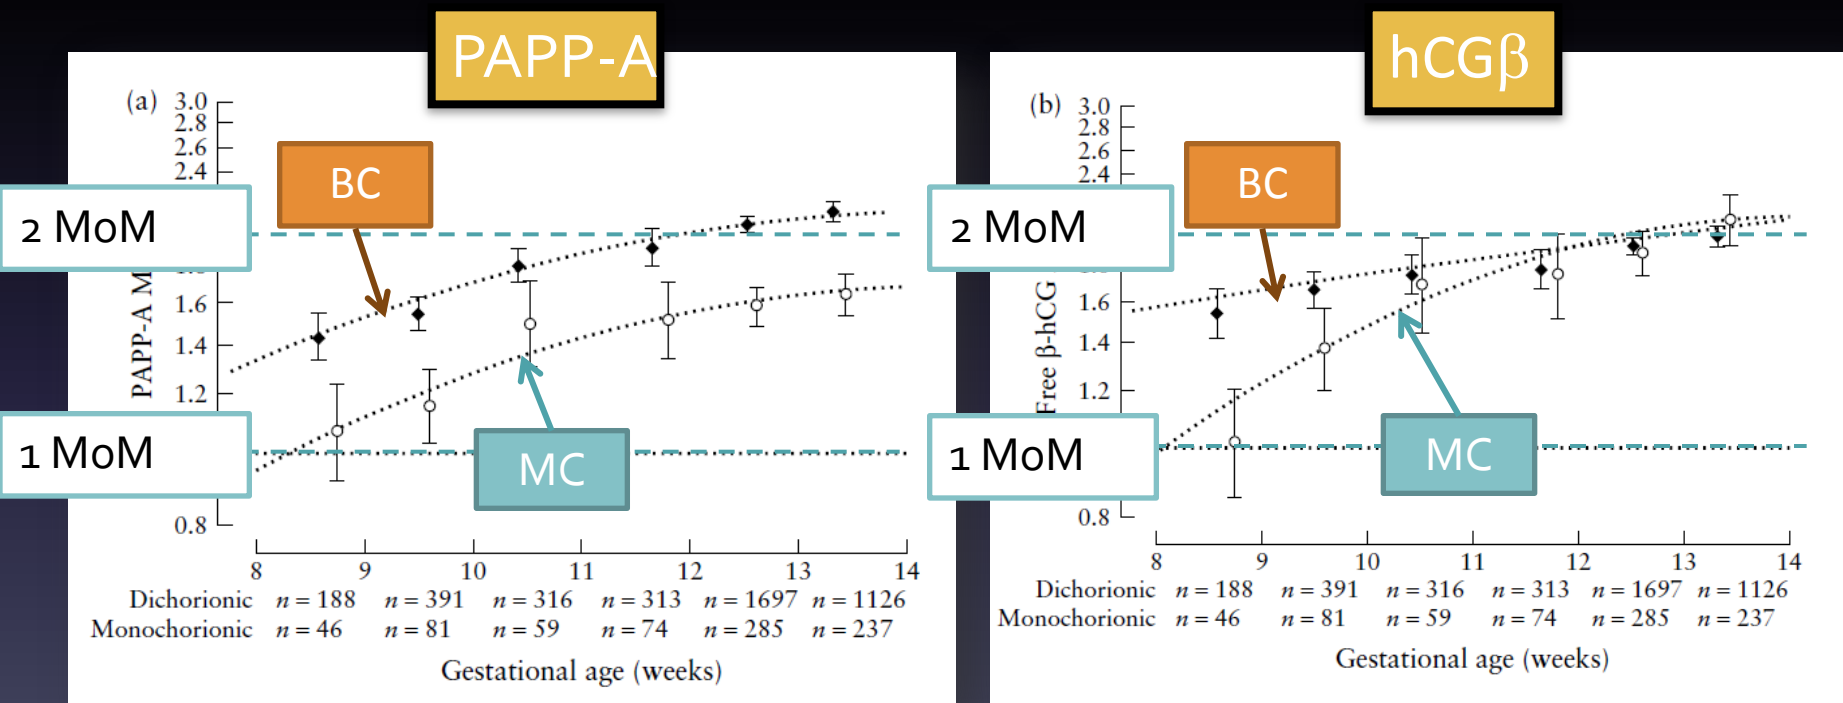 PAPP-A
hCGβ
(a)
3.0
2.8
2.6
2.4
BC
2 MoM
1.6
1.4
1.2
PAPP-A M
1 MoM
MC
0.8
8 9 10 11 12 13 14
Dichorionic n = 188 n = 391 n = 316 n = 313 n = 1697 n = 1126
Monochorionic n = 46 n = 81 n = 59 n = 74 n = 285 n = 237
Gestational age (weeks)
(b)
3.0
2.8
2.6
2.4
BC
2 MoM
1.6
1.4
1.2
Free β-hCG
1 MoM
MC
0.8
8 9 10 11 12 13 14
Dichorionic n = 188 n = 391 n = 316 n = 313 n = 1697 n = 1126
Monochorionic n = 46 n = 81 n = 59 n = 74 n = 285 n = 237
Gestational age (weeks)